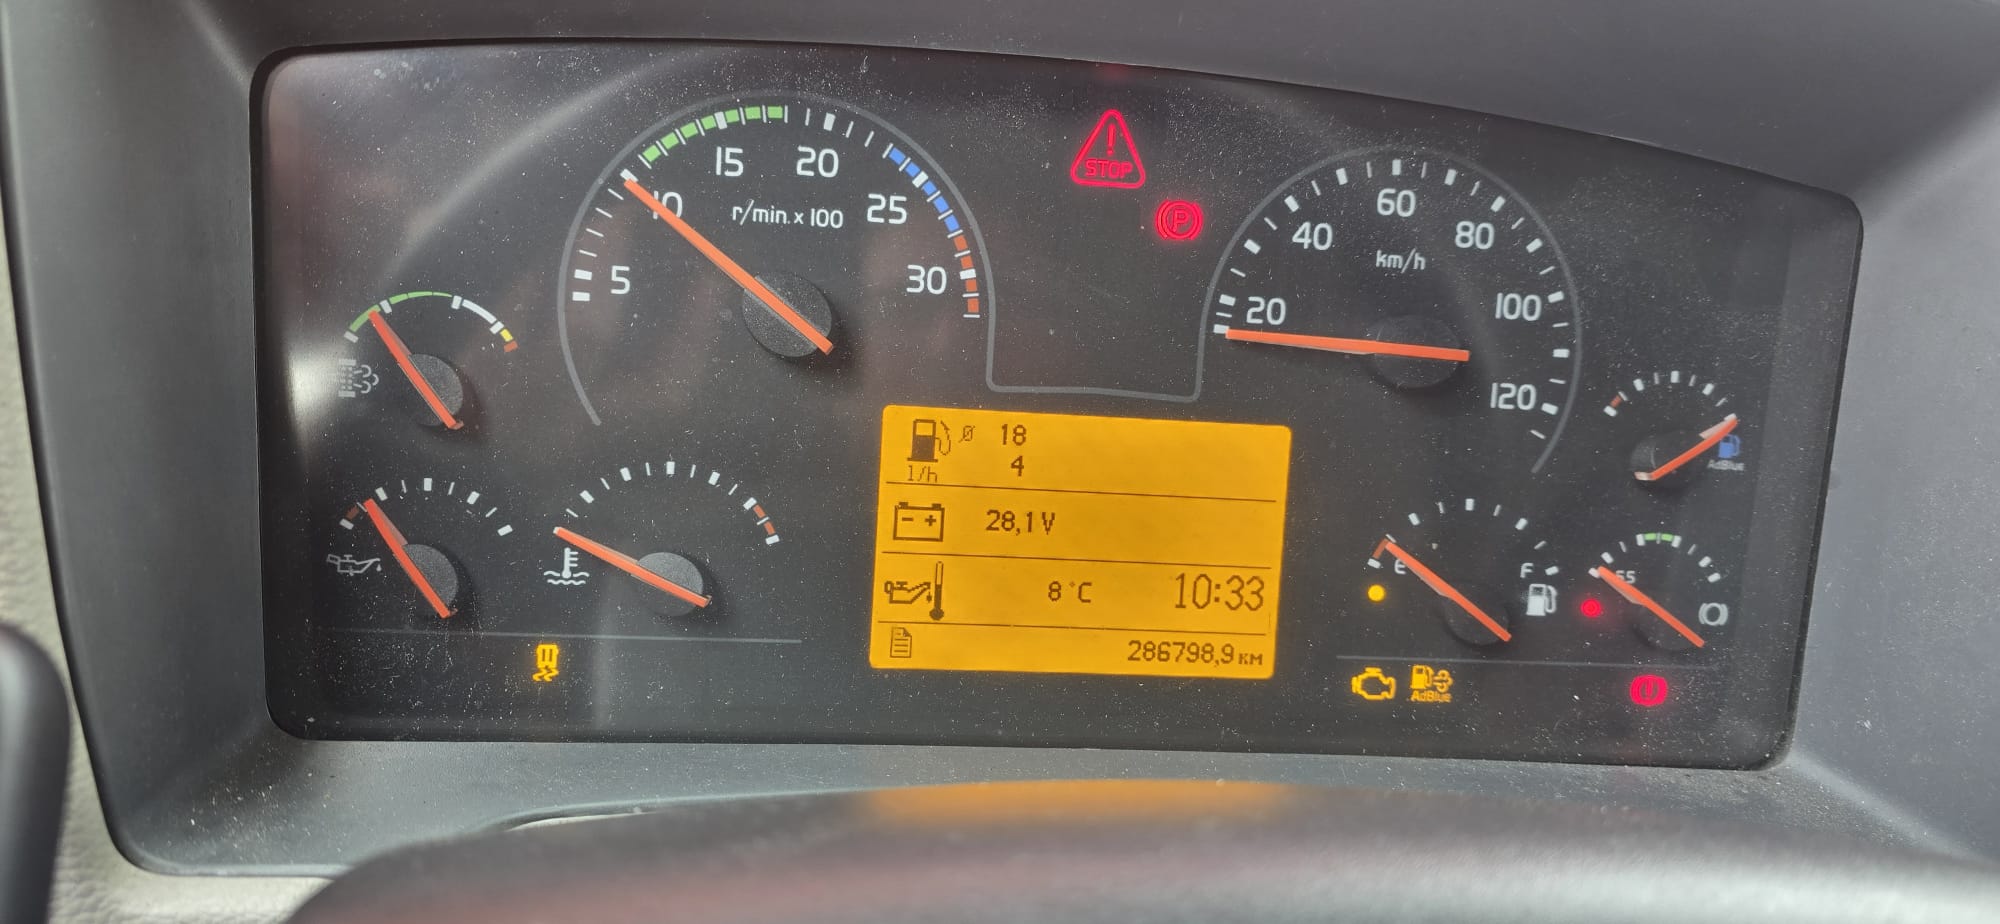 5
10
15
20
25
30
r/min. x 100
STOP
P
20
40
60
80
100
120
km/h
AdBlue
18
4
l/h
- +
28,1V
8°C
10:33
286798,9 км
E
F
AdBlue